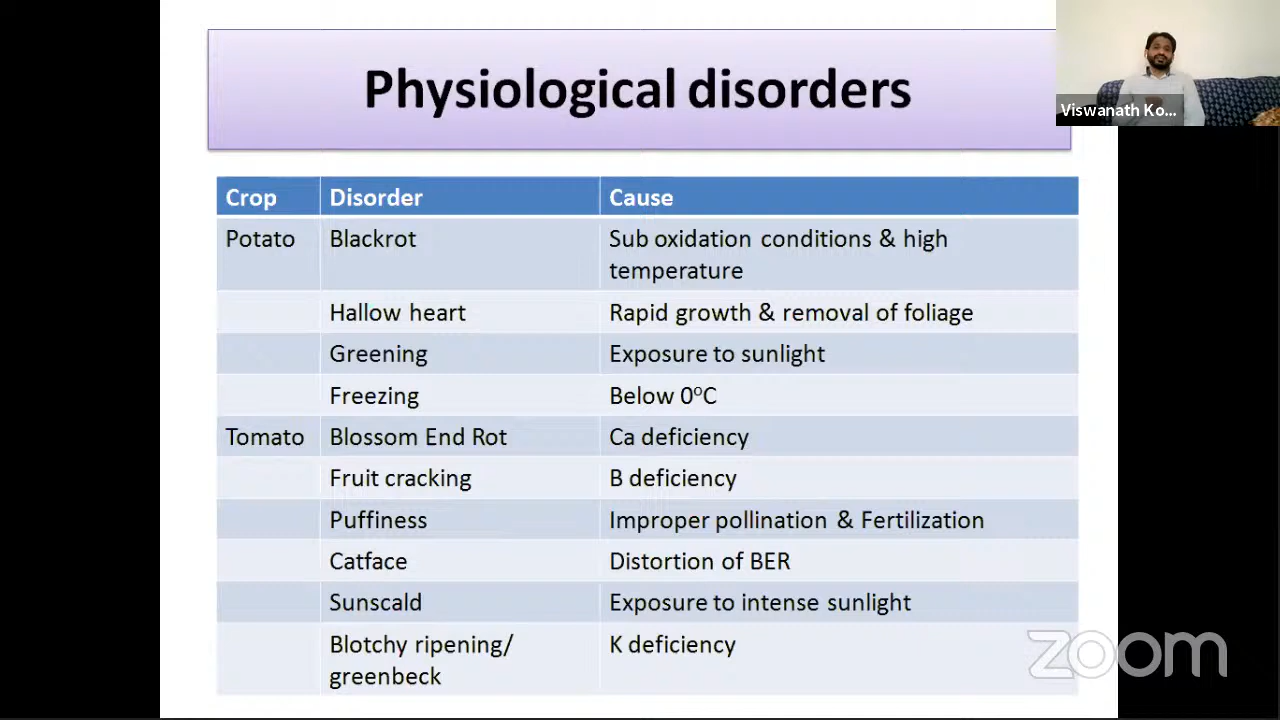 Physiological disorders
Viswanath Ko...
Crop Disorder Cause
Potato Blackrot Sub oxidation conditions & high
temperature
Hallow heart Rapid growth & removal of foliage
Greening Exposure to sunlight
Freezing Below 0°C
Tomato Blossom End Rot Ca deficiency
Fruit cracking B deficiency
Puffiness Improper pollination & Fertilization
Catface Distortion of BER
Sunscald Exposure to intense sunlight
Blotchy ripening/ K deficiency
greenbeck
zoom